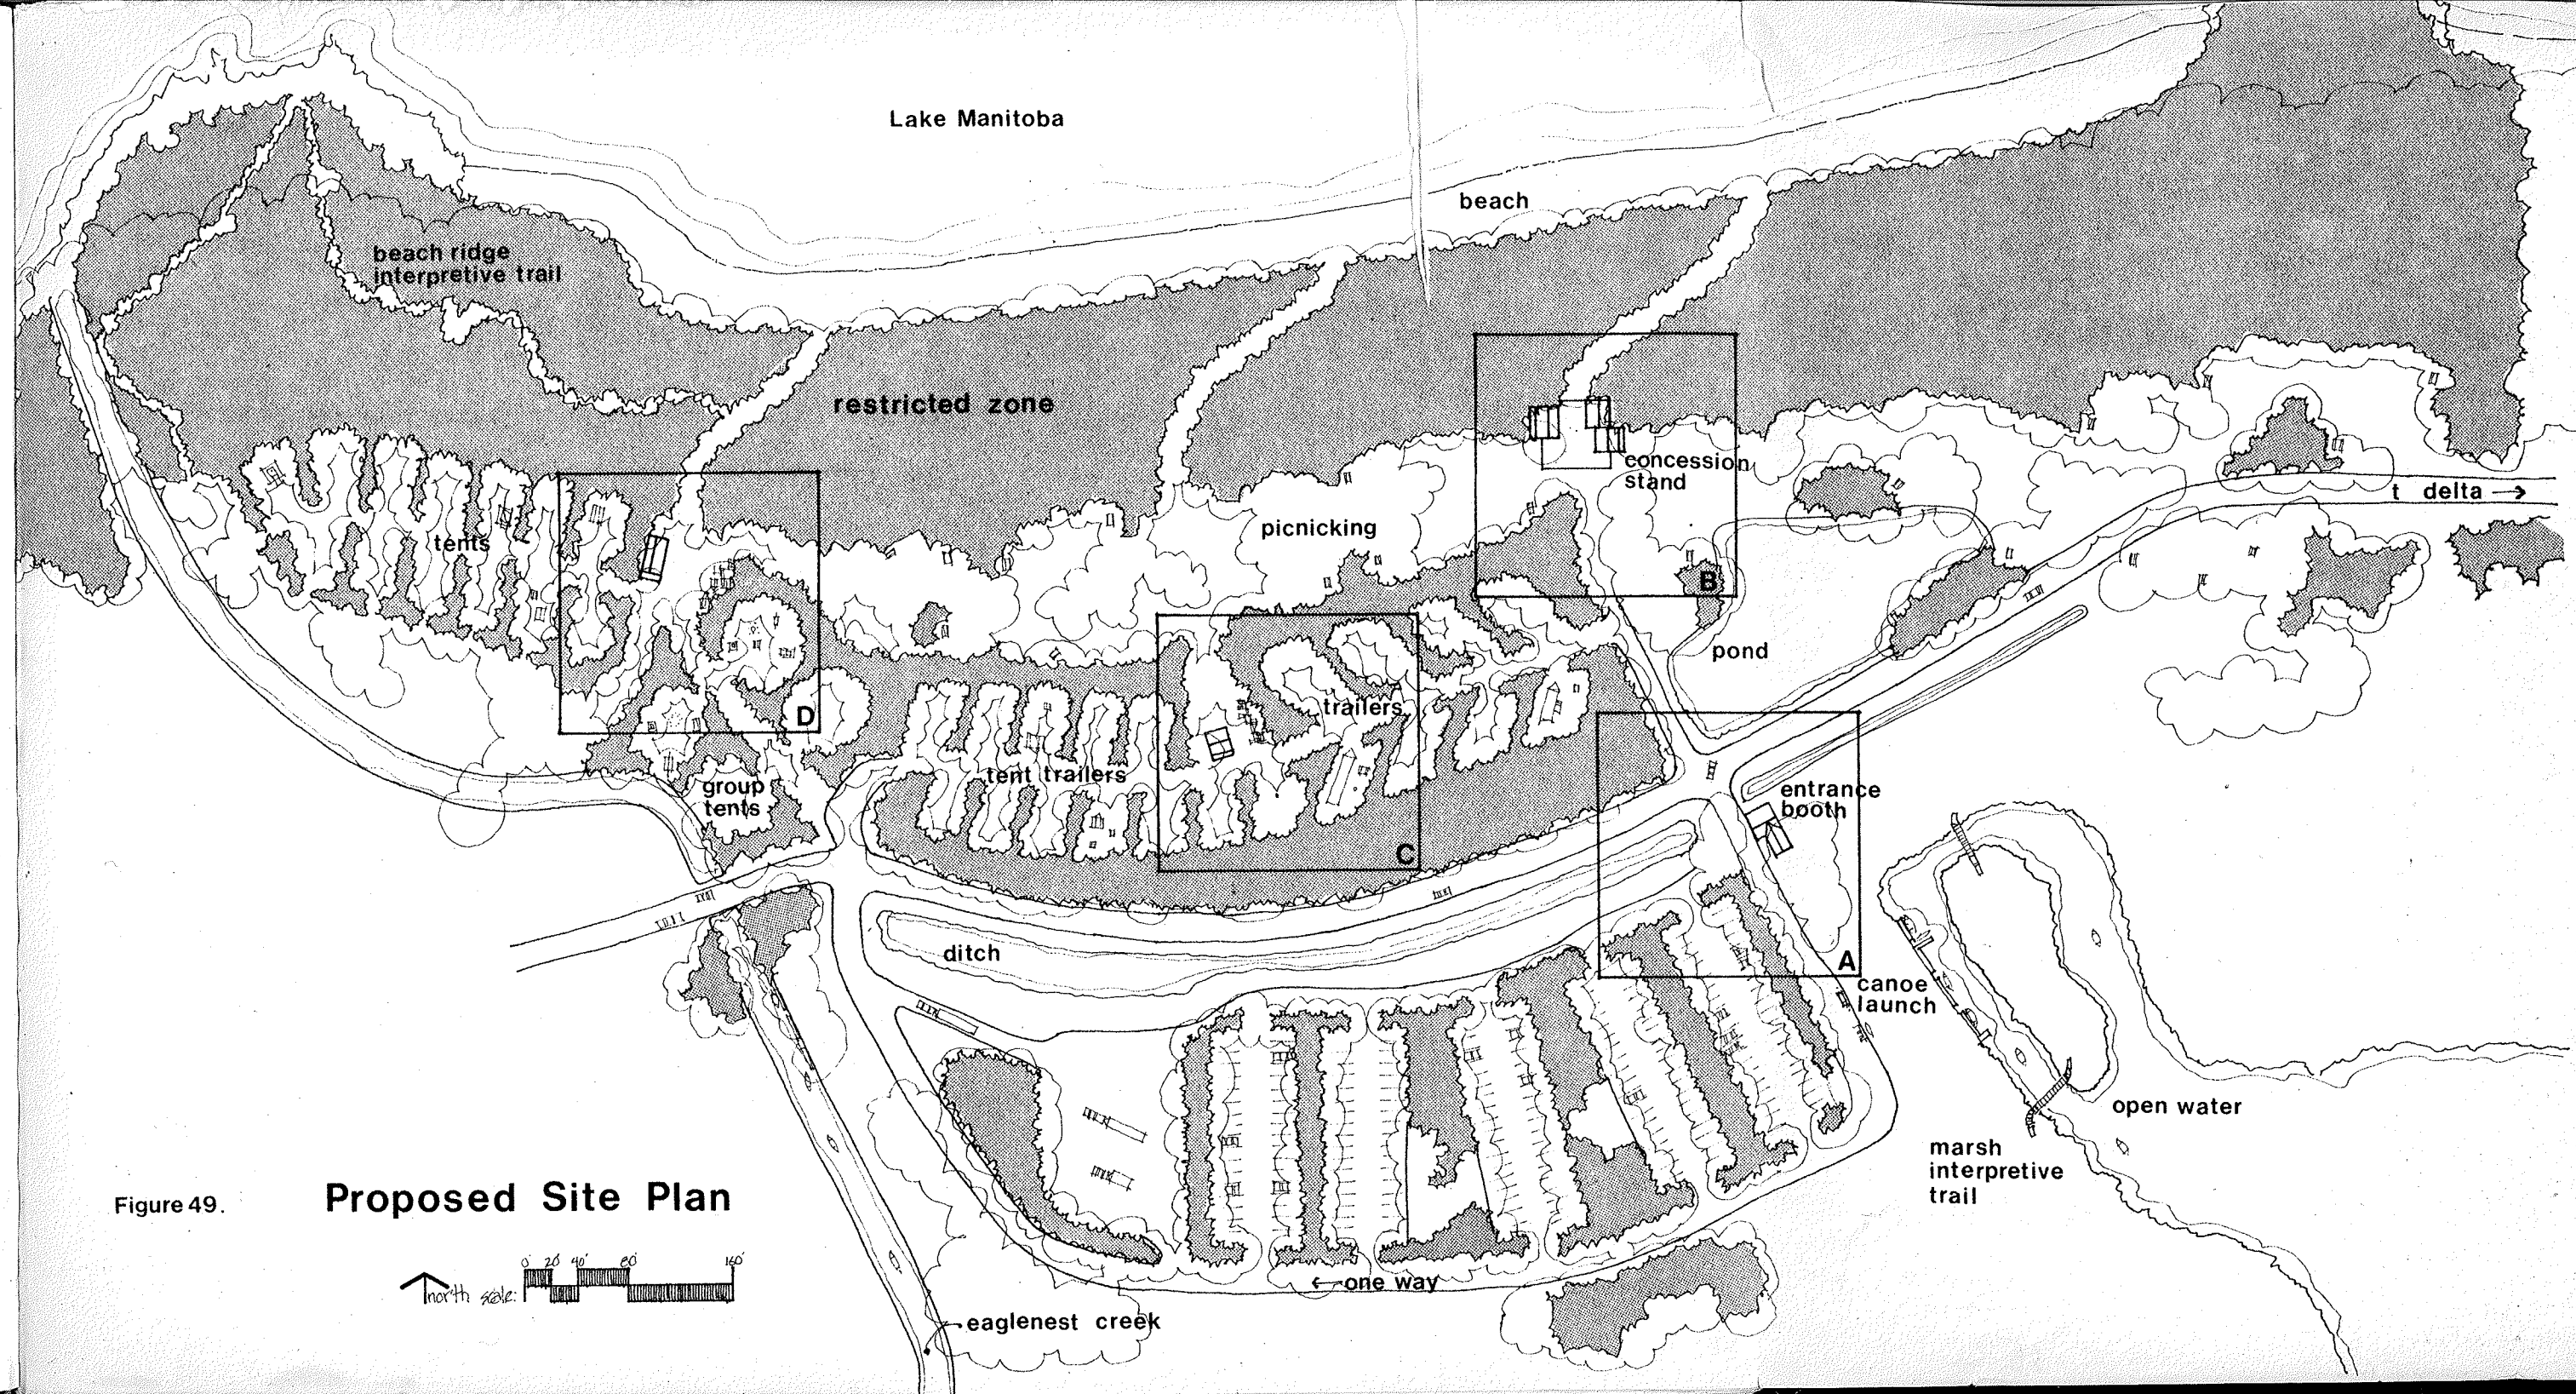 Lake Manitoba
beach
beach ridge
interpretive trail
restricted zone
concession
stand
t delta →
picnicking
tents
B
pond
trailers
D
tent trailers
group
tents
entrance
booth
C
ditch
A
canoe
launch
open water
marsh
interpretive
trail
Figure 49.
Proposed Site Plan
0' 20' 40' 80' 160'
north scale:
← one way
eaglenest creek